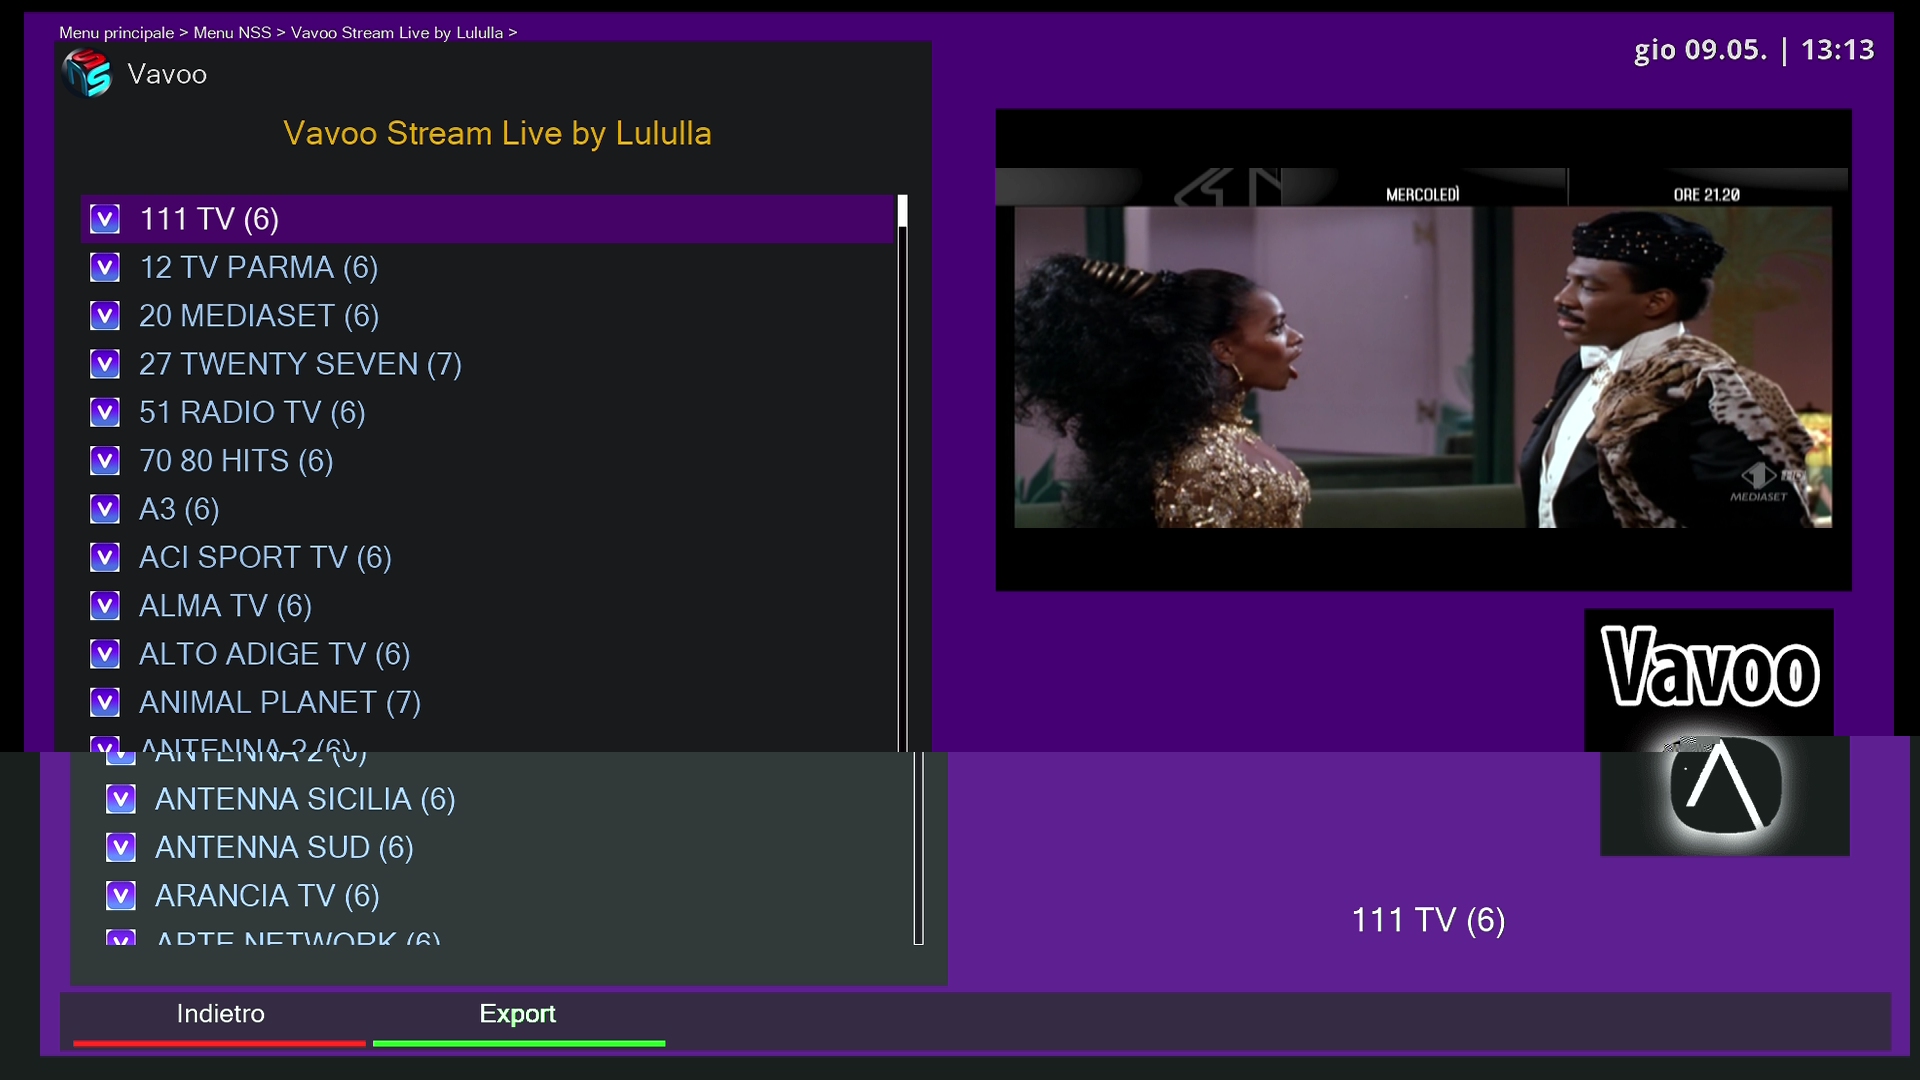 Menu principale > Menu NSS > Vavoo Stream Live by Lululla >
gio 09.05. | 13:13
Vavoo
Vavoo Stream Live by Lululla
111 TV (6)
12 TV PARMA (6)
20 MEDIASET (6)
27 TWENTY SEVEN (7)
51 RADIO TV (6)
70 80 HITS (6)
A3 (6)
ACI SPORT TV (6)
ALMA TV (6)
ALTO ADIGE TV (6)
ANIMAL PLANET (7)
ANTENNA 2 (6)
ANTENNA SICILIA (6)
ANTENNA SUD (6)
ARANCIA TV (6)
ARTE NETWORK (6)
MERCOLEDÌ
ORE 21.20
1
MEDIASET
Vavoo
111 TV (6)
Indietro
Export